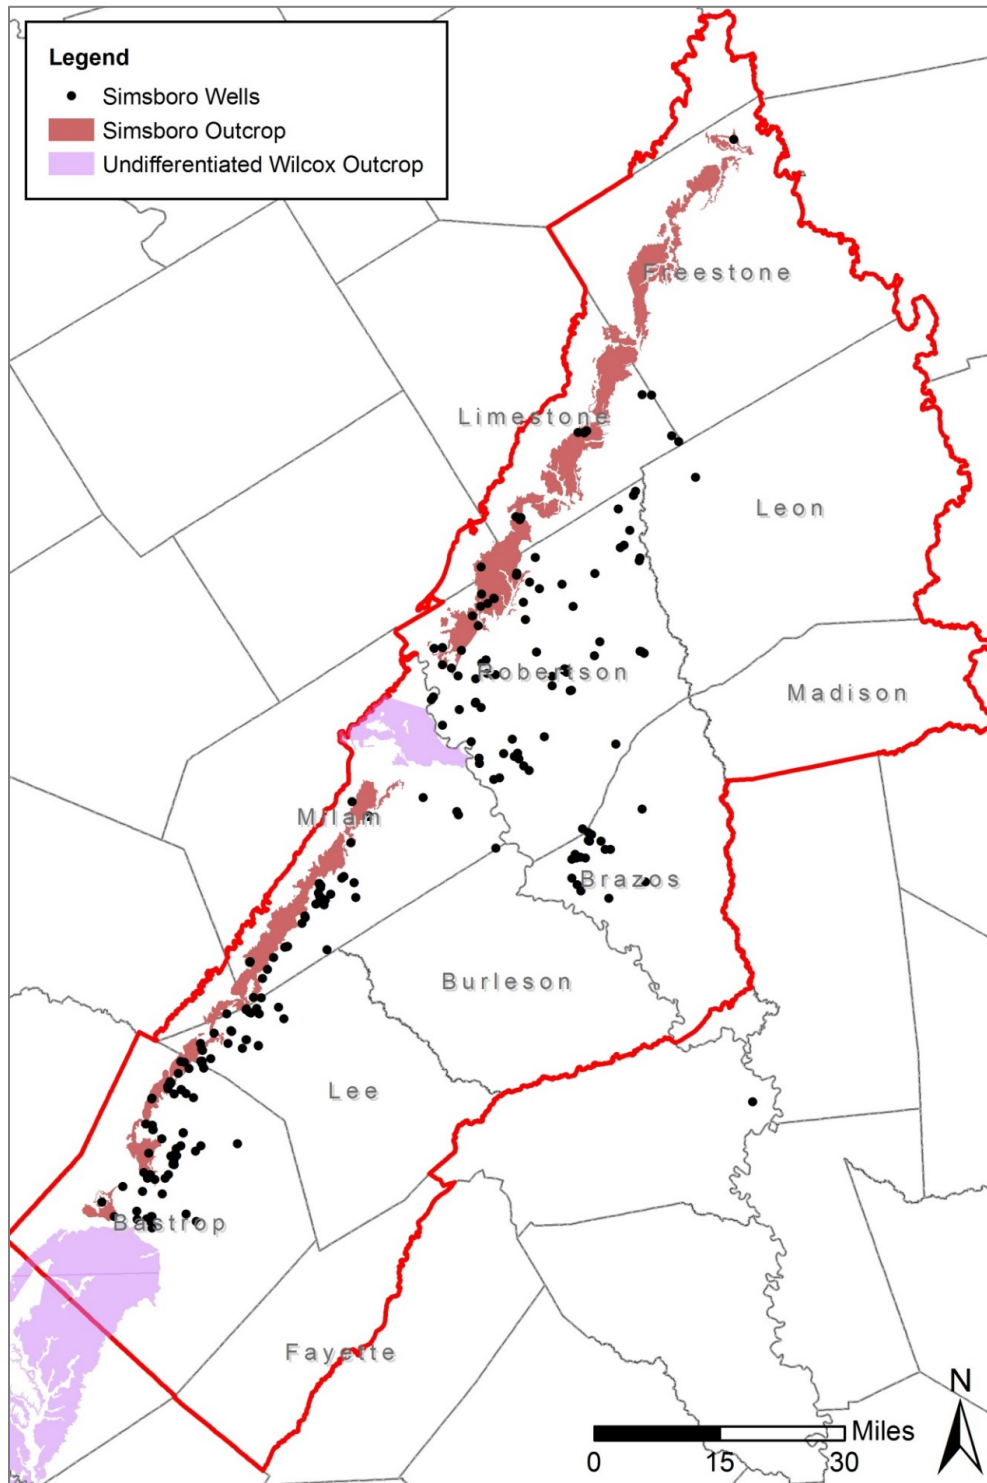 Legend
Simsboro Wells
Simsboro Outcrop
Undifferentiated Wilcox Outcrop
Freestone
Limestone
Leon
Robertson
Madison
Milam
Brazos
Burleson
Lee
Bastrop
Fayette
N
Miles
0 15 30